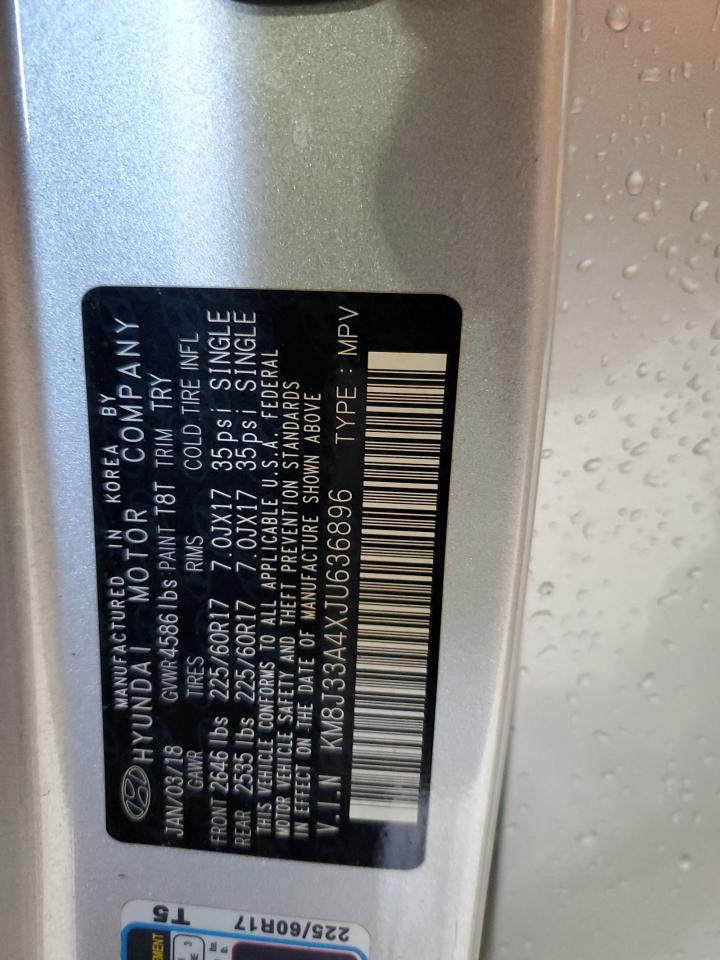 MANUFACTURED IN KOREA BY
HYUNDAI MOTOR COMPANY
JAN/03/18 GVWR 4586 lbs PAINT T8T TRIM TRY
GAWR TIRES RIMS COLD TIRE INFL
FRONT 2646 lbs 225/60R17 7.0JX17 35psi SINGLE
REAR 2535 lbs 225/60R17 7.0JX17 35psi SINGLE
THIS VEHICLE CONFORMS TO ALL APPLICABLE U.S.A. FEDERAL
MOTOR VEHICLE SAFETY AND THEFT PREVENTION STANDARDS
IN EFFECT ON THE DATE OF MANUFACTURE SHOWN ABOVE
V.I.N KM8J33A4XJU636896 TYPE : MPV
T5
225/60R17